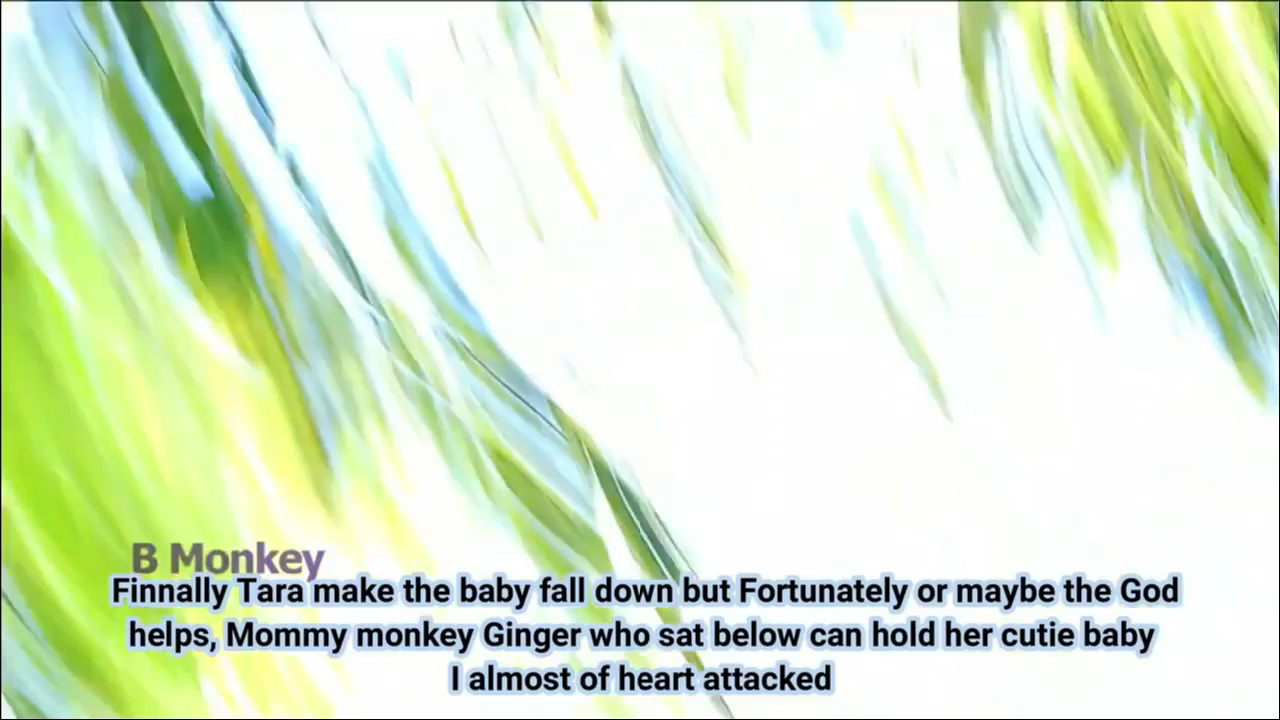 B Monkey
Finnally Tara make the baby fall down but Fortunately or maybe the God
helps, Mommy monkey Ginger who sat below can hold her cutie baby
I almost of heart attacked